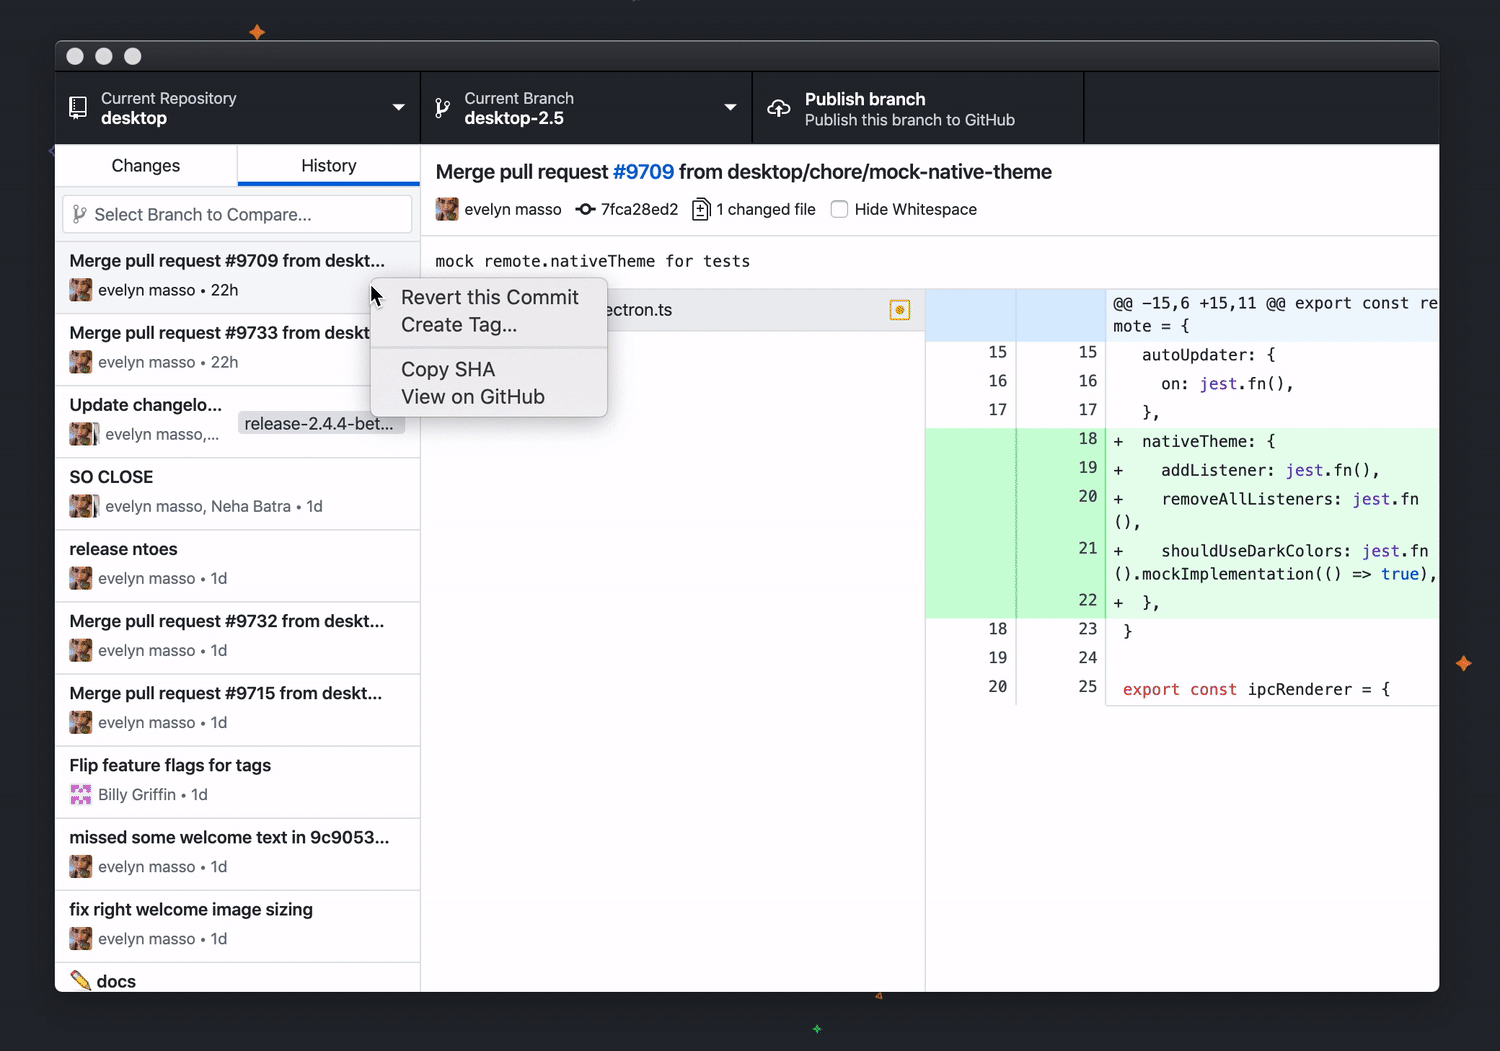 Current Repository
desktop
Current Branch
desktop-2.5
Publish branch
Publish this branch to GitHub
Changes
History
Select Branch to Compare...
Merge pull request #9709 from deskt...
evelyn masso • 22h
Merge pull request #9733 from deskt
evelyn masso • 22h
Update changelo...
evelyn masso,...
release-2.4.4-bet...
SO CLOSE
evelyn masso, Neha Batra • 1d
release ntoes
evelyn masso • 1d
Merge pull request #9732 from deskt...
evelyn masso • 1d
Merge pull request #9715 from deskt...
evelyn masso • 1d
Flip feature flags for tags
Billy Griffin • 1d
missed some welcome text in 9c9053...
evelyn masso • 1d
fix right welcome image sizing
evelyn masso • 1d
docs
Merge pull request #9709 from desktop/chore/mock-native-theme
evelyn masso 7fca28ed2 1 changed file Hide Whitespace
mock remote.nativeTheme for tests
Revert this Commit
Create Tag...
Copy SHA
View on GitHub
ectron.ts
@@ -15,6 +15,11 @@ export const re
mote = {
15 15 autoUpdater: {
16 16 on: jest.fn(),
17 17 },
18 + nativeTheme: {
19 + addListener: jest.fn(),
20 + removeAllListeners: jest.fn
(),
21 + shouldUseDarkColors: jest.fn
().mockImplementation(() => true),
22 + },
18 23 }
19 24
20 25 export const ipcRenderer = {